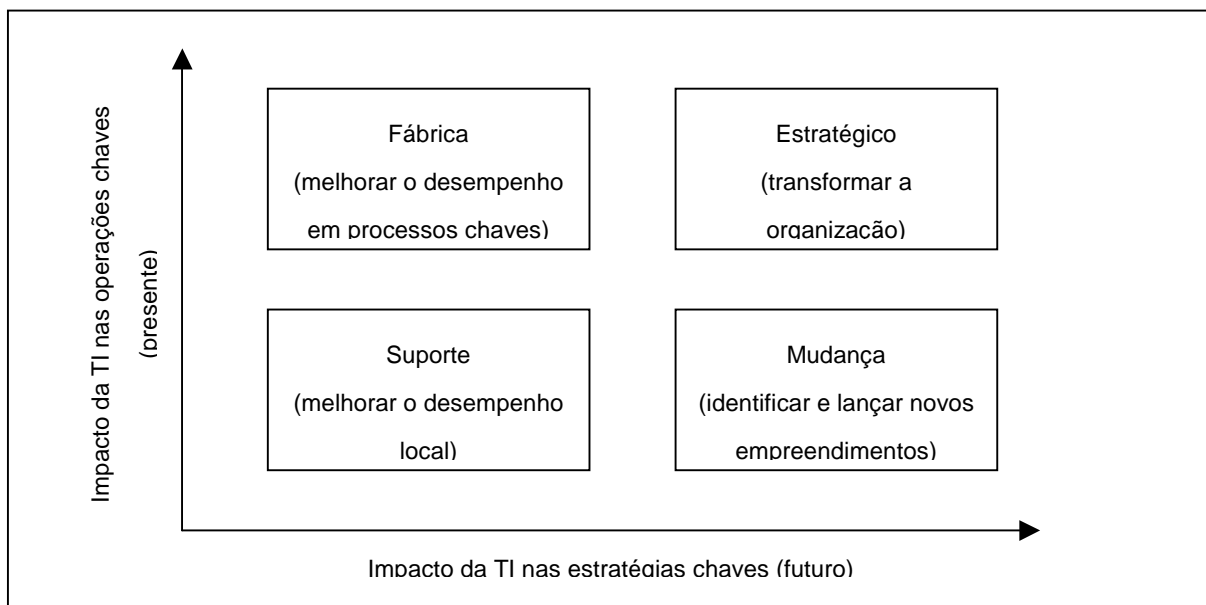 Impacto da TI nas operações chaves
(presente)
Fábrica
(melhorar o desempenho
em processos chaves)
Estratégico
(transformar a
organização)
Suporte
(melhorar o desempenho
local)
Mudança
(identificar e lançar novos
empreendimentos)
Impacto da TI nas estratégias chaves (futuro)